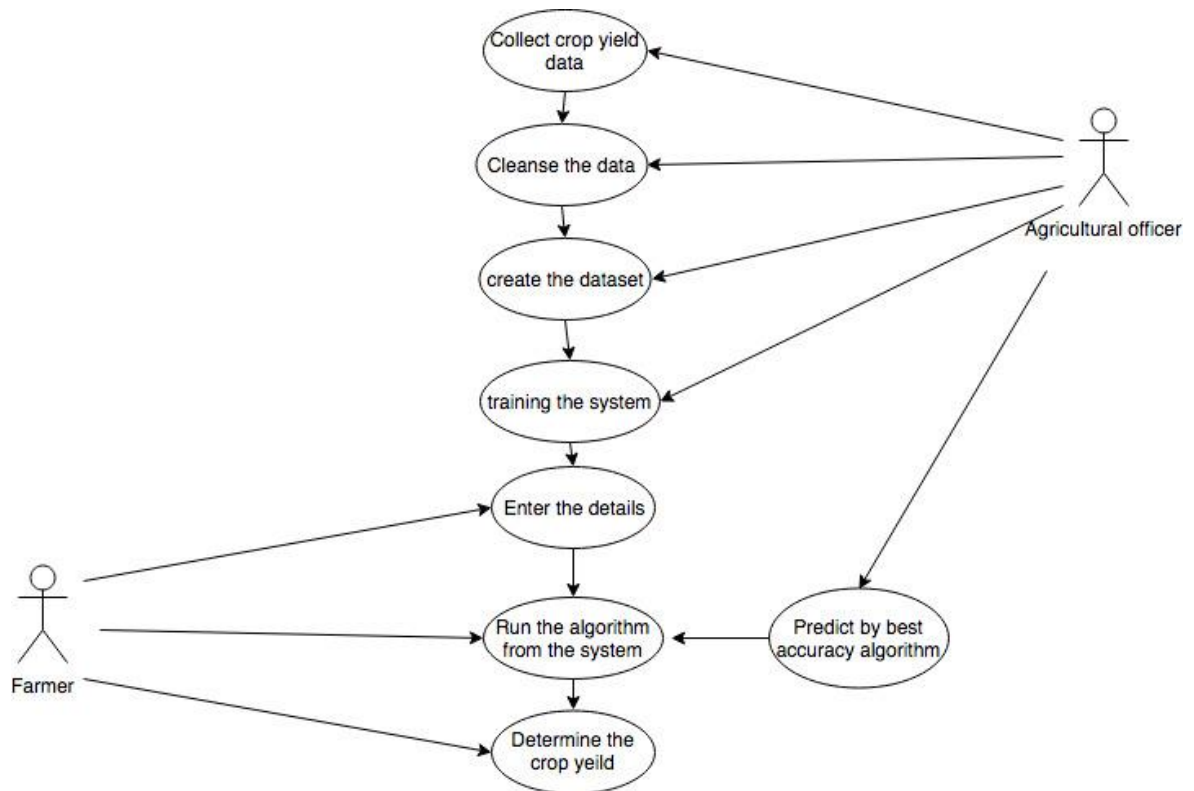 Collect crop yield
data
Cleanse the data
Agricultural officer
create the dataset
training the system
Enter the details
Run the algorithm
from the system
Predict by best
accuracy algorithm
Farmer
Determine the
crop yeild